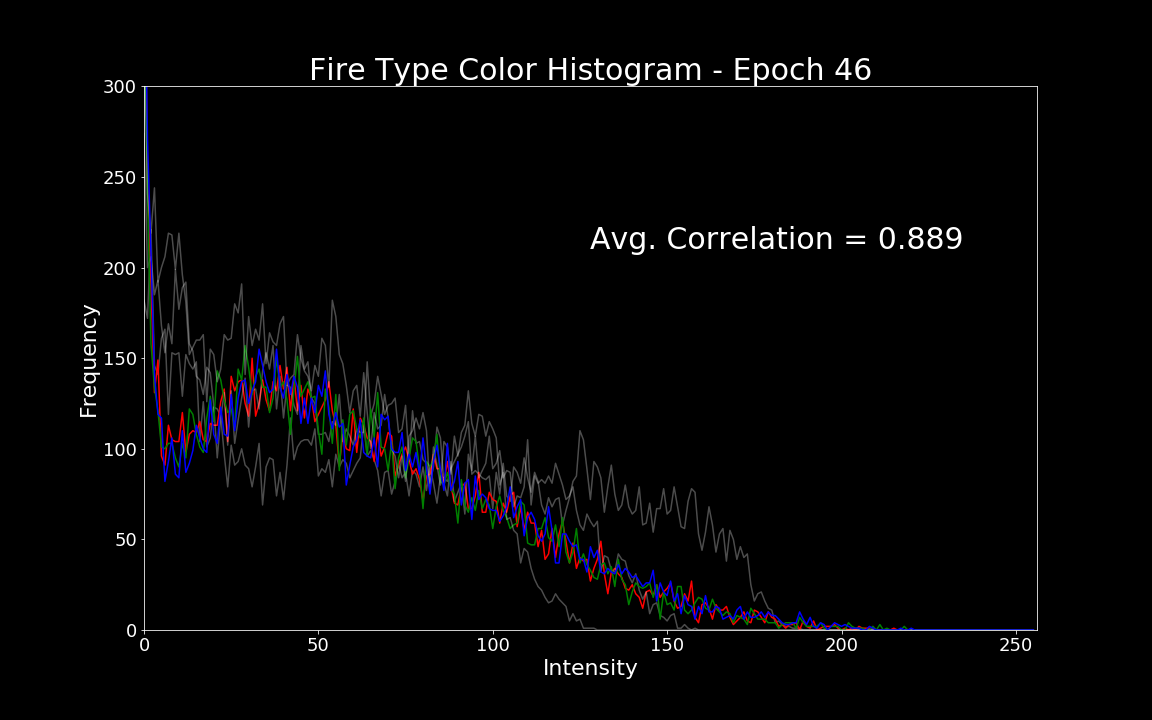 Fire Type Color Histogram - Epoch 46
300
250
200
150
100
50
0
Frequency
Avg. Correlation = 0.889
0 50 100 150 200 250
Intensity